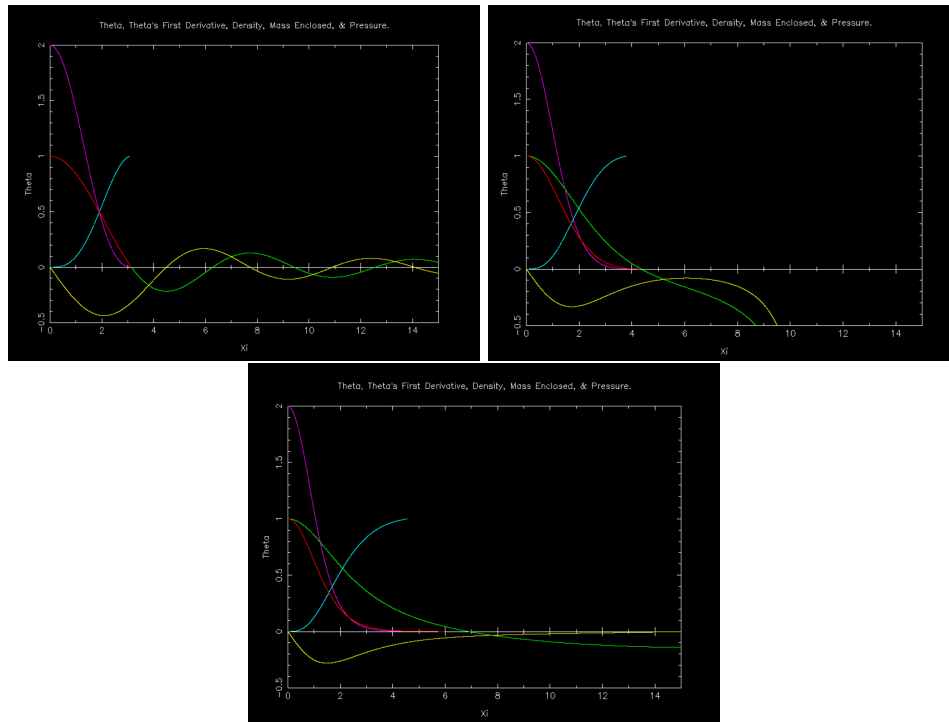 Theta, Theta's First Derivative, Density, Mass Enclosed, & Pressure.
2
1.5
1
0.5
0
-0.5
Theta
0 2 4 6 8 10 12 14
Xi
Theta, Theta's First Derivative, Density, Mass Enclosed, & Pressure.
2
1.5
1
0.5
0
-0.5
Theta
0 2 4 6 8 10 12 14
Xi
Theta, Theta's First Derivative, Density, Mass Enclosed, & Pressure.
2
1.5
1
0.5
0
-0.5
Theta
0 2 4 6 8 10 12 14
Xi